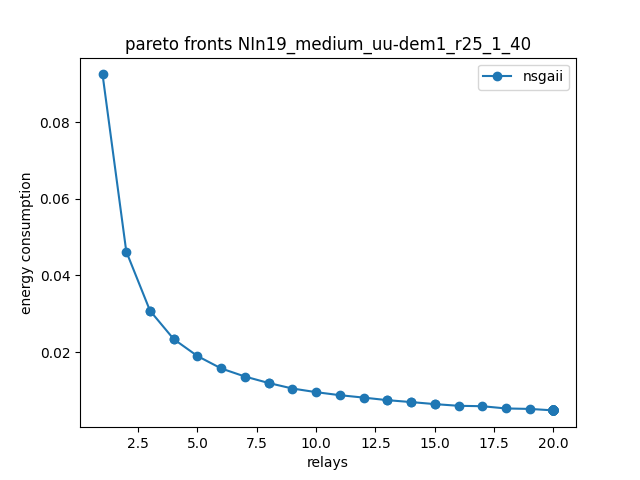 pareto fronts NIn19_medium_uu-dem1_r25_1_40
nsgaii
energy consumption
0.08
0.06
0.04
0.02
2.5 5.0 7.5 10.0 12.5 15.0 17.5 20.0
relays